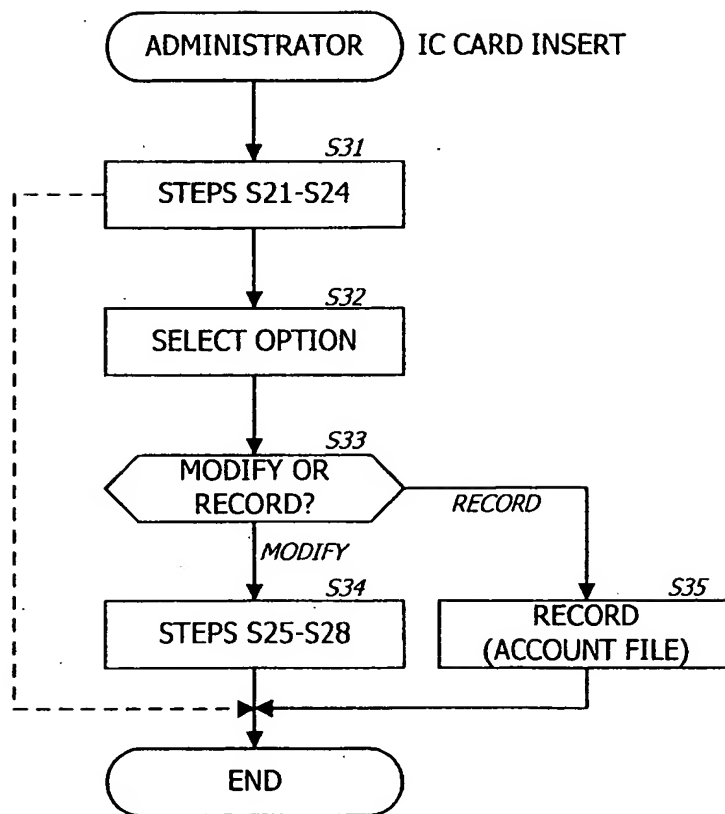 ADMINISTRATOR IC CARD INSERT
S31
STEPS S21-S24
S32
SELECT OPTION
S33
MODIFY OR
RECORD?
RECORD
MODIFY
S34
STEPS S25-S28
S35
RECORD
(ACCOUNT FILE)
END